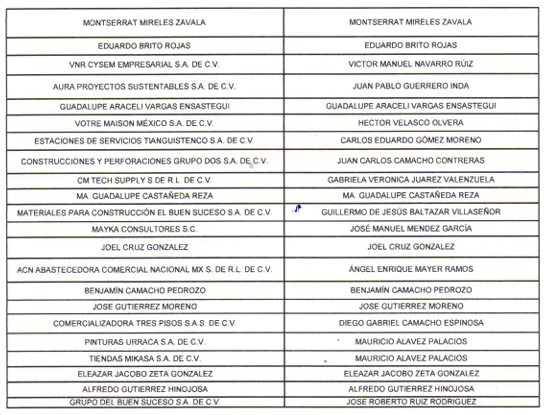 MONTSERRAT MIRELES ZAVALA MONTSERRAT MIRELES ZAVALA
EDUARDO BRITO ROJAS EDUARDO BRITO ROJAS
VNR CYSEM EMPRESARIAL S.A. DE C.V. VICTOR MANUEL NAVARRO RÚIZ
AURA PROYECTOS SUSTENTABLES S.A. DE C.V. JUAN PABLO GUERRERO INDA
GUADALUPE ARACELI VARGAS ENSASTEGUI GUADALUPE ARACELI VARGAS ENSASTEGUI
VOTRE MAISON MÉXICO S.A. DE C.V. HECTOR VELASCO OLVERA
ESTACIONES DE SERVICIOS TIANGUISTENCO S.A. DE C.V. CARLOS EDUARDO GÓMEZ MORENO
CONSTRUCCIONES Y PERFORACIONES GRUPO DOS S.A. DE C.V. JUAN CARLOS CAMACHO CONTRERAS
CM TECH SUPPLY S.DE R.L. DE C.V. GABRIELA VERONICA JUAREZ VALENZUELA
MA. GUADALUPE CASTAÑEDA REZA MA. GUADALUPE CASTAÑEDA REZA
MATERIALES PARA CONSTRUCCIÓN EL BUEN SUCESO S.A. DE C.V. GUILLERMO DE JESÚS BALTAZAR VILLASEÑOR
MAYKA CONSULTORES S.C. JOSÉ MANUEL MENDEZ GARCÍA
JOEL CRUZ GONZALEZ JOEL CRUZ GONZALEZ
ACN ABASTECEDORA COMERCIAL NACIONAL MX S. DE R.L. DE C.V. ÁNGEL ENRIQUE MAYER RAMOS
BENJAMÍN CAMACHO PEDROZO BENJAMÍN CAMACHO PEDROZO
JOSE GUTIERREZ MORENO JOSE GUTIERREZ MORENO
COMERCIALIZADORA TRES PISOS S.A.S. DE C.V. DIEGO GABRIEL CAMACHO ESPINOSA
PINTURAS URRACA S.A. DE C.V. MAURICIO ALAVEZ PALACIOS
TIENDAS MIKASA S.A. DE C.V. MAURICIO ALAVEZ PALACIOS
ELEAZAR JACOBO ZETA GONZALEZ ELEAZAR JACOBO ZETA GONZALEZ
ALFREDO GUTIERREZ HINOJOSA ALFREDO GUTIERREZ HINOJOSA
GRUPO DEL BUEN SUCESO S.A. DE C.V. JOSE ROBERTO RUIZ RODRIGUEZ